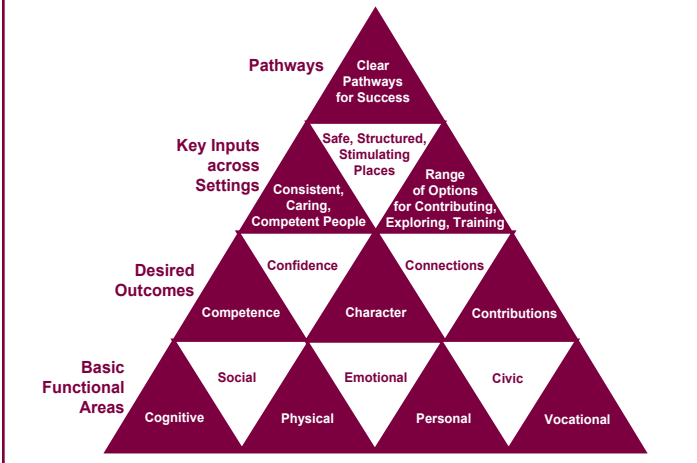 Pathways
Clear
Pathways
for Success
Key Inputs
across
Settings
Safe, Structured,
Stimulating
Places
Consistent,
Caring,
Competent People
Range
of Options
for Contributing,
Exploring, Training
Desired
Outcomes
Confidence
Connections
Competence
Character
Contributions
Basic
Functional
Areas
Social
Emotional
Civic
Cognitive
Physical
Personal
Vocational